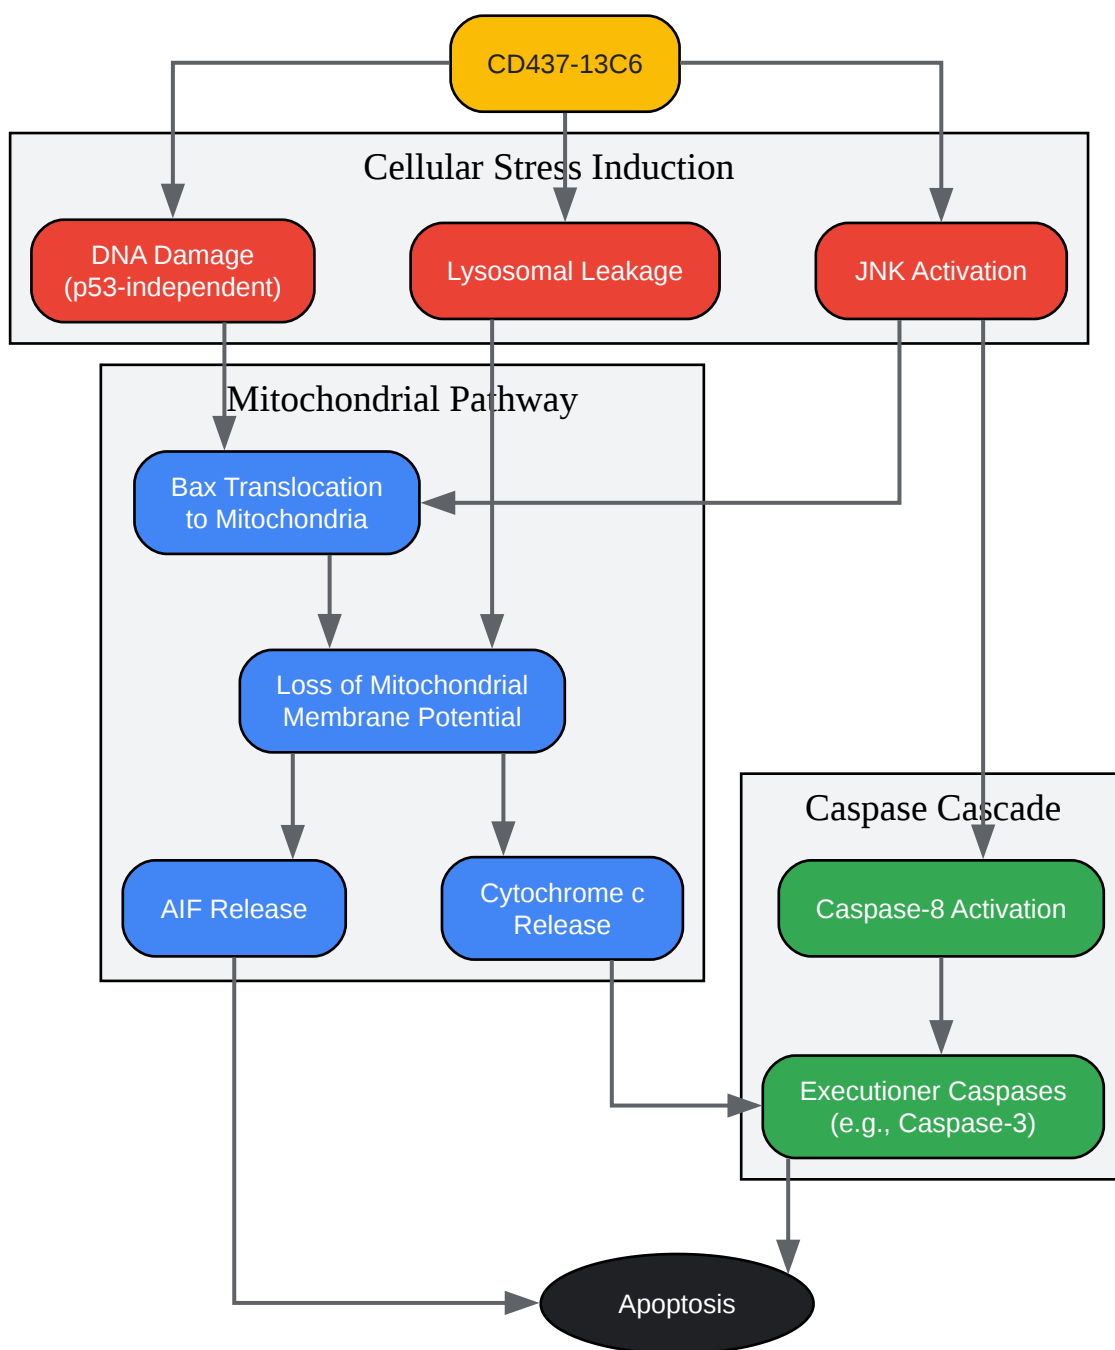 CD437-13C6
Cellular Stress Induction
DNA Damage
(p53-independent)
Lysosomal Leakage
JNK Activation
Mitochondrial Pathway
Bax Translocation
to Mitochondria
Loss of Mitochondrial
Membrane Potential
Caspase Cascade
AIF Release
Cytochrome c
Release
Caspase-8 Activation
Executioner Caspases
(e.g., Caspase-3)
Apoptosis